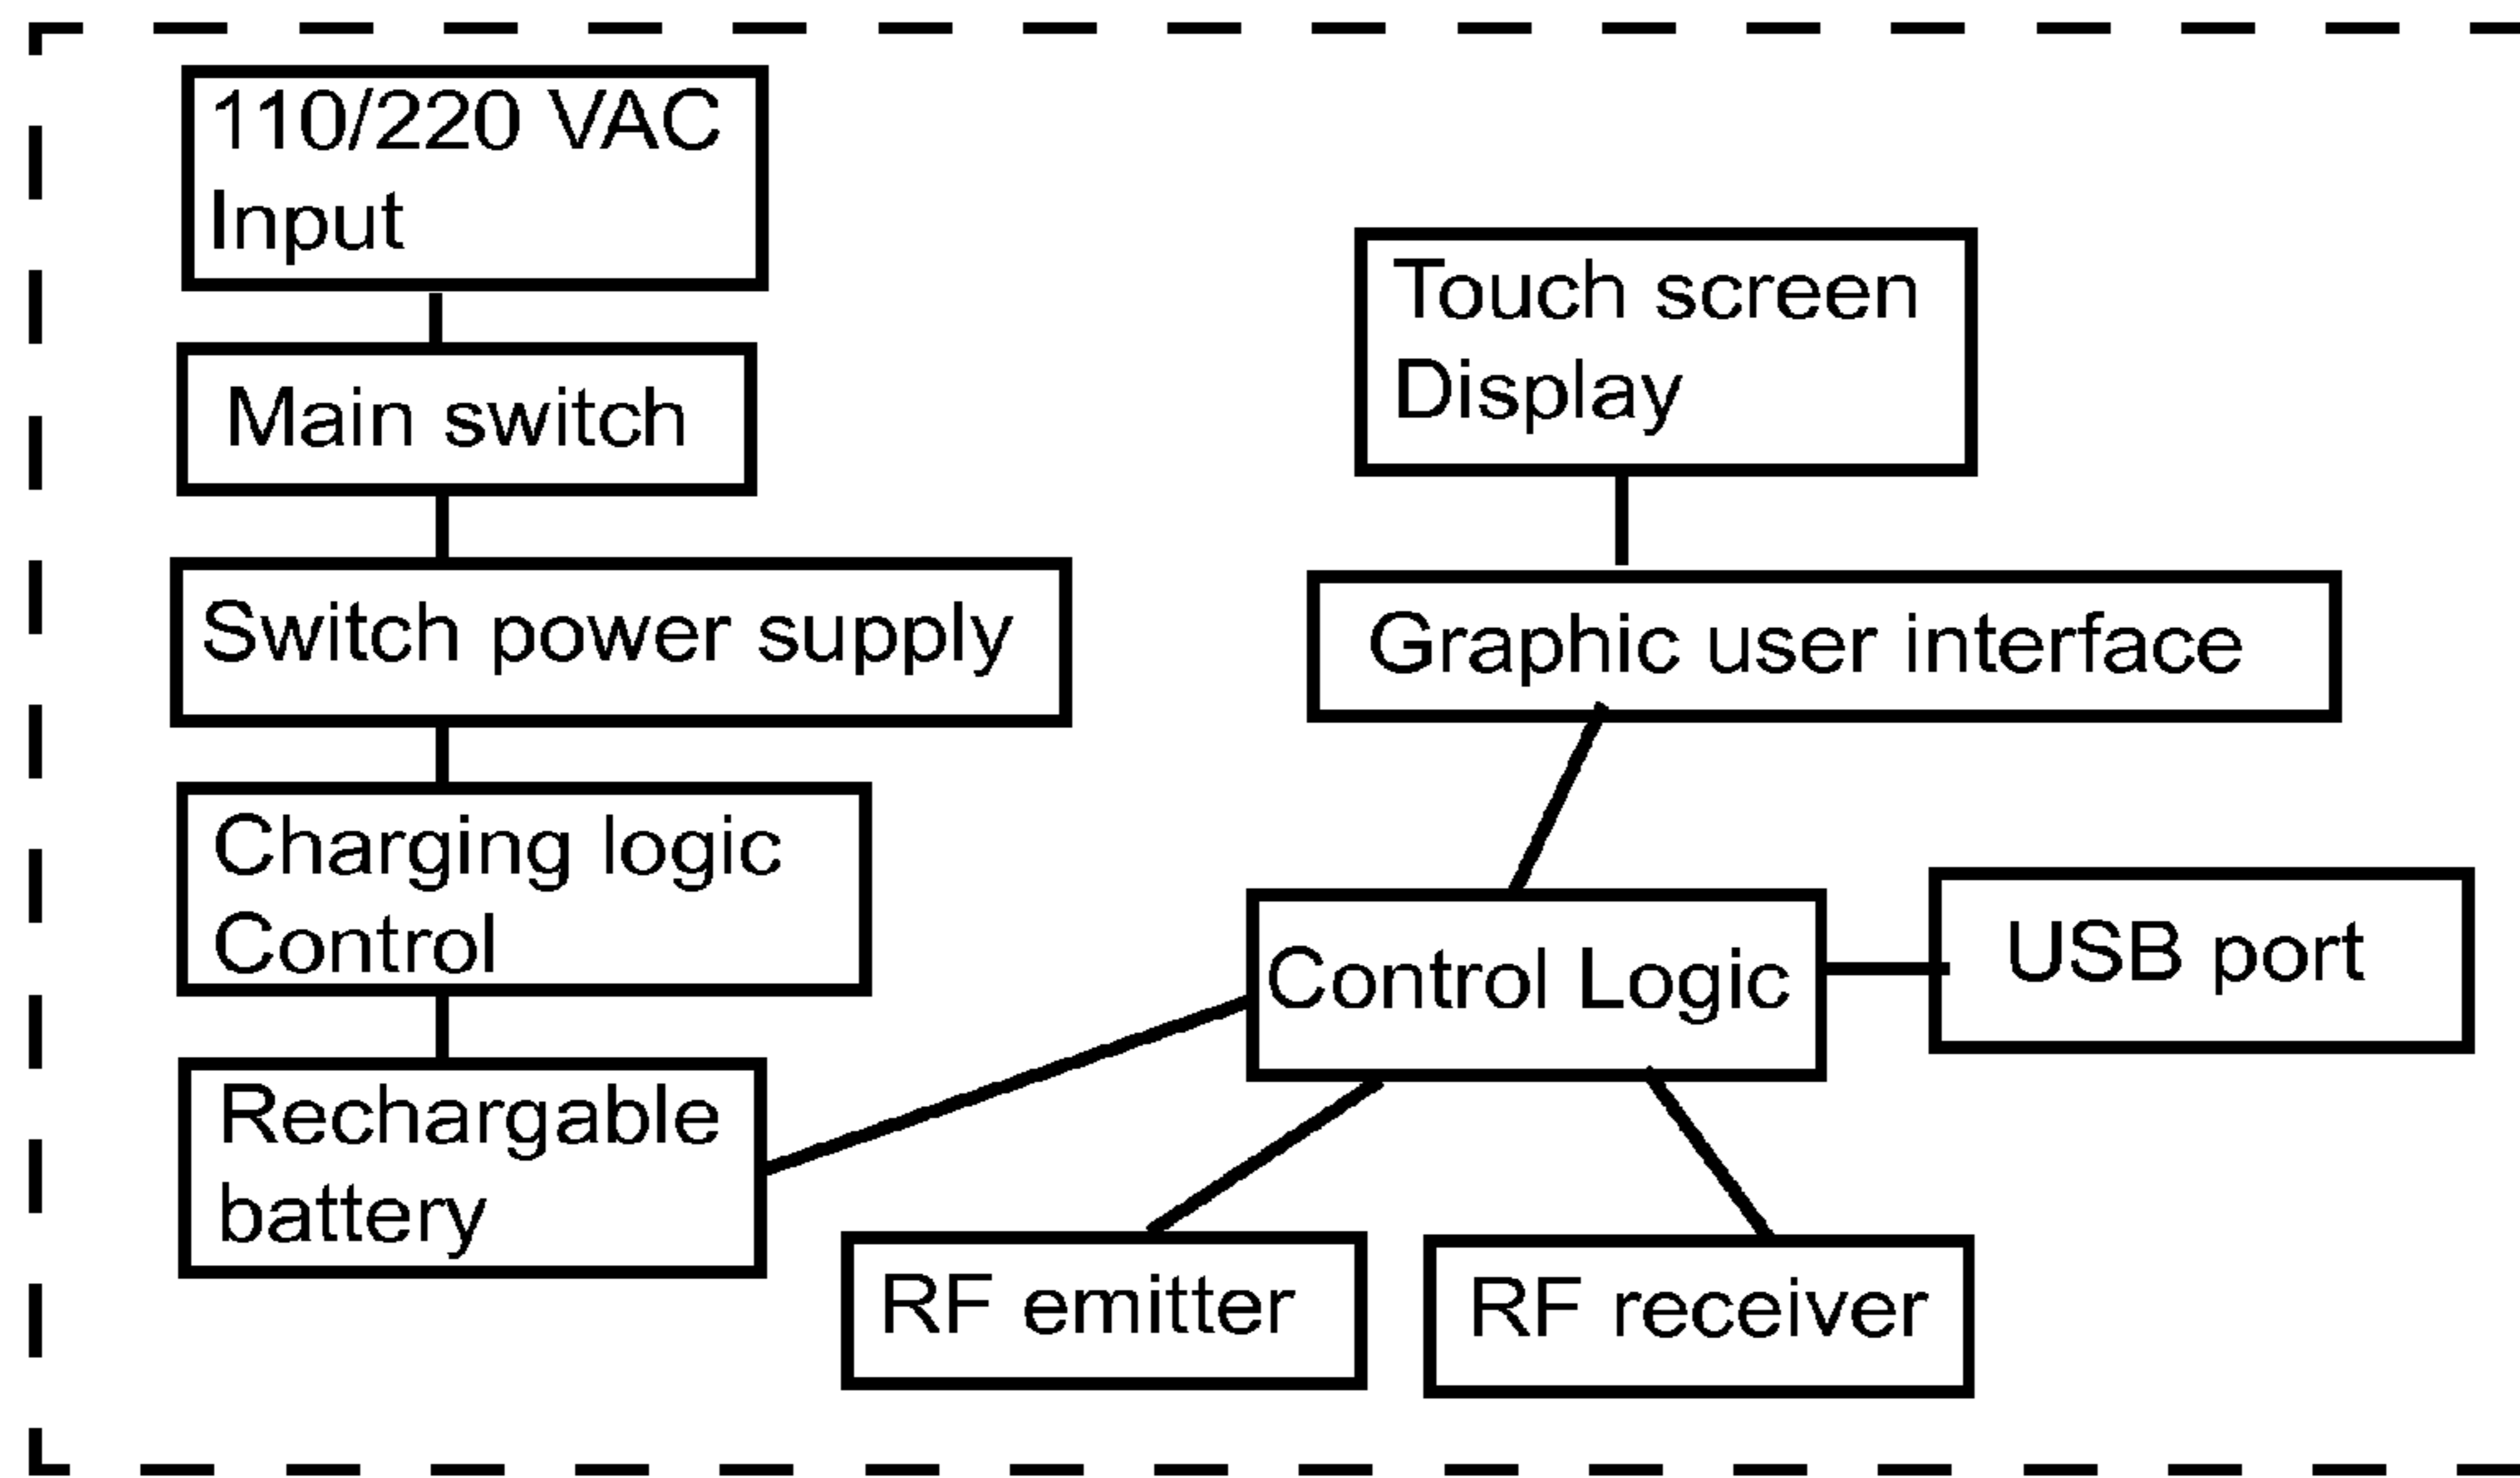 110/220 VAC
Input
Main switch
Switch power supply
Charging logic
Control
Rechargable
battery
Touch screen
Display
Graphic user interface
Control Logic
USB port
RF emitter
RF receiver